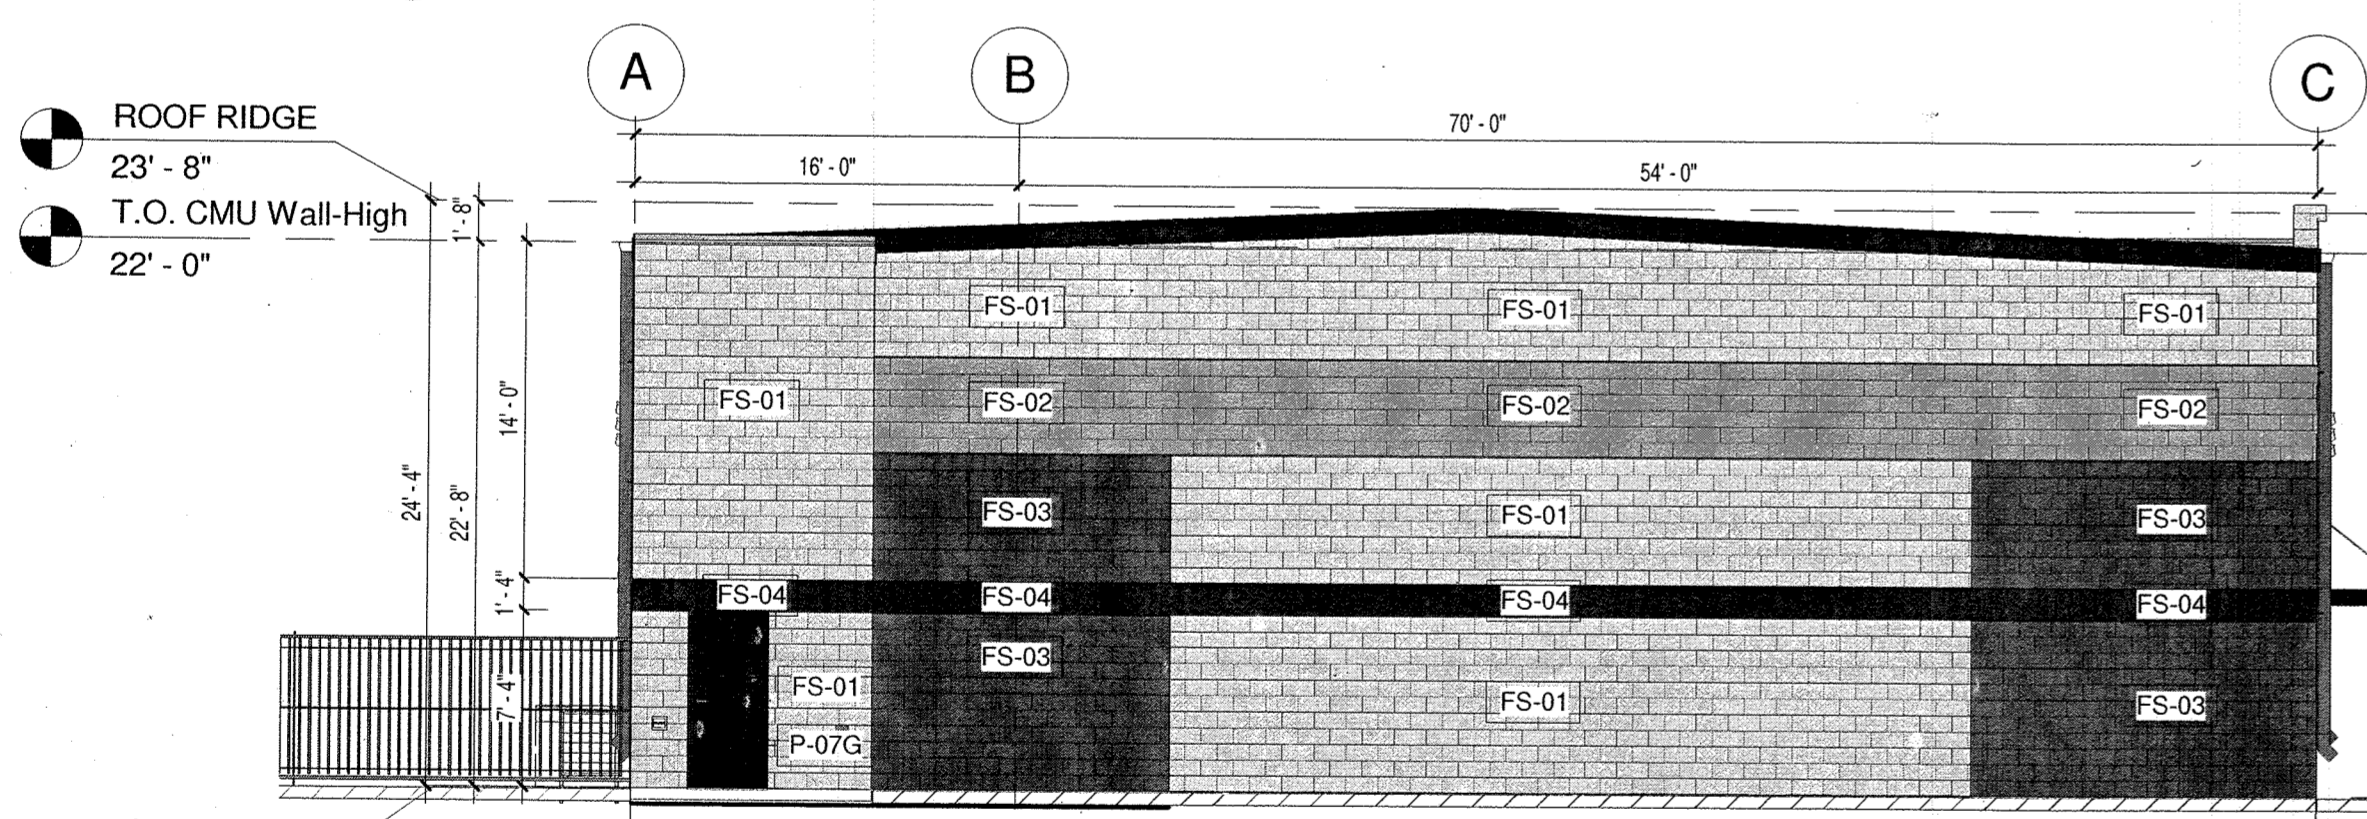 A
B
C
ROOF RIDGE
23' - 8"
T.O. CMU Wall-High
22' - 0"
70' - 0"
16' - 0"
54' - 0"
1' - 8"
14' - 0"
24' - 4"
22' - 8"
1' - 4"
7' - 4"
FS-01
FS-01
FS-01
FS-01
FS-02
FS-02
FS-02
FS-03
FS-01
FS-03
FS-04
FS-04
FS-04
FS-04
FS-03
FS-01
FS-01
FS-03
P-07G